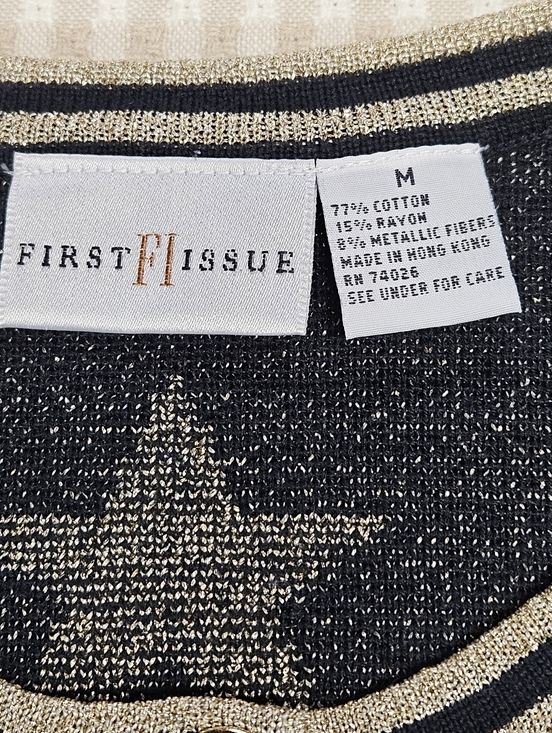 FIRST FI ISSUE
M
77% COTTON
15% RAYON
8% METALLIC FIBERS
MADE IN HONG KONG
RN 74026
SEE UNDER FOR CARE